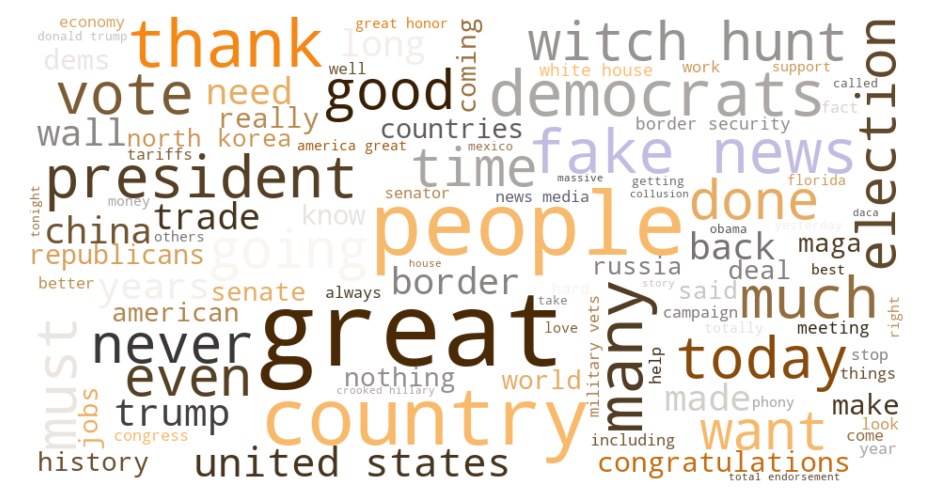 economy
great honor
donald trump
thank
long
coming
witch hunt
election
dems
well
white house
work
support
called
vote
need
good
democrats
fact
really
wall
north korea
countries
border security
tariffs
america great
mexico
time
fake news
president
massive
getting
collusion
florida
senator
news media
done
tonight
money
trade
know
people
daca
china
others
obama
yesterday
going
back
maga
republicans
house
russia
deal
best
better
years
senate
always
border
story
hard
said
much
american
take
campaign
right
must
never
great
love
military vets
many
totally
meeting
even
nothing
help
today
stop
things
crooked hillary
world
jobs
trump
country
made
phony
make
congress
want
look
come
including
year
history
united states
congratulations
total endorsement